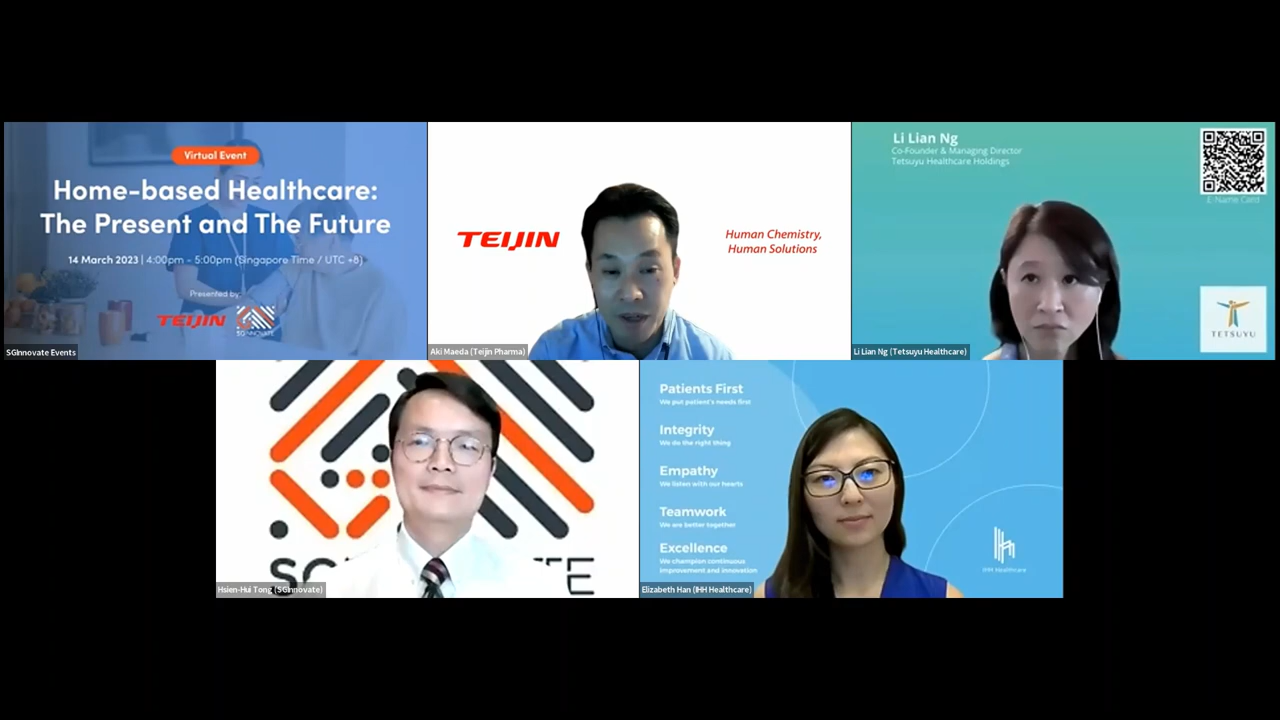 Virtual Event
Home-based Healthcare:
The Present and The Future
14 March 2023 | 4:00pm - 5:00pm (Singapore Time / UTC +8)
Presented by:
TEIJIN
SGINNOVATE
SGInnovate Events
TEIJIN
Human Chemistry,
Human Solutions
Aki Maeda (Teijin Pharma)
Li Lian Ng
Co-Founder & Managing Director
Tetsuyu Healthcare Holdings
E-Name Card
TETSUYU
Li Lian Ng (Tetsuyu Healthcare)
Hsien-Hui Tong (SGInnovate)
Patients First
We put patient's needs first
Integrity
We do the right thing
Empathy
We listen with our hearts
Teamwork
We are better together
Excellence
We champion continuous
improvement and innovation
IHH Healthcare
Elizabeth Han (IHH Healthcare)